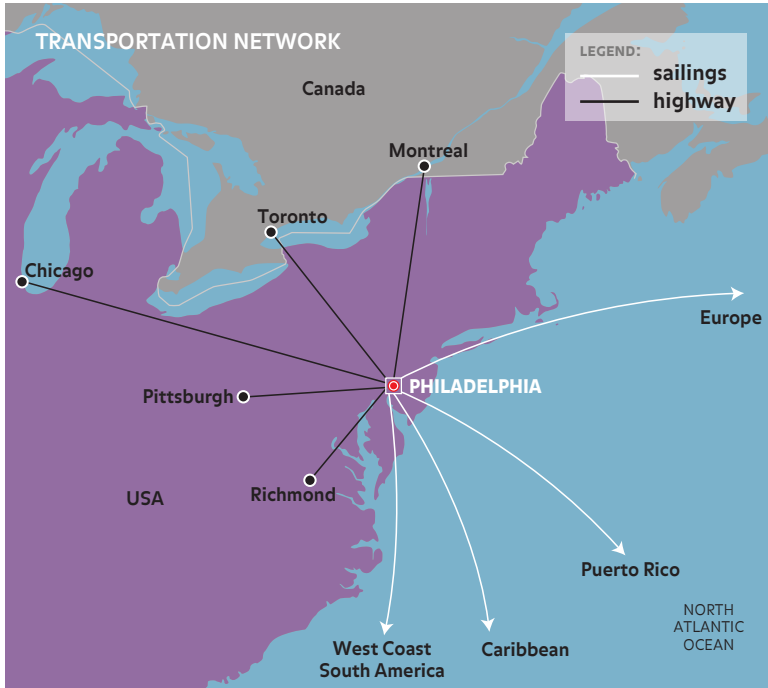 TRANSPORTATION NETWORK
LEGEND:
sailings
highway
Canada
Montreal
Toronto
Chicago
Europe
PHILADELPHIA
Pittsburgh
Richmond
USA
Puerto Rico
NORTH
ATLANTIC
OCEAN
West Coast
South America
Caribbean